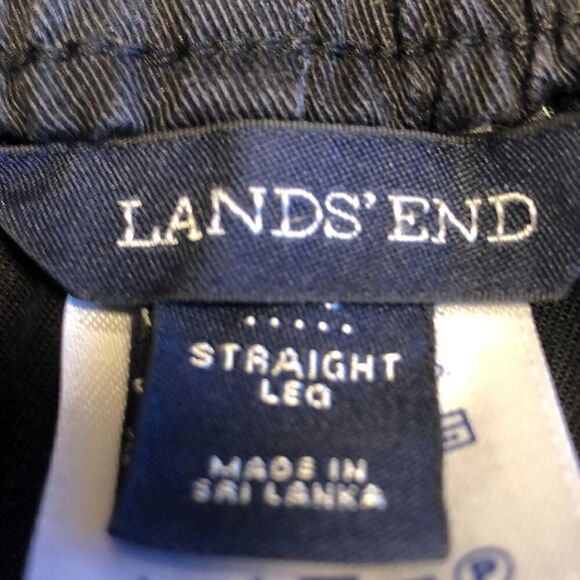 LANDS' END
STRAIGHT
LEG
MADE IN
SRI LANKA
P